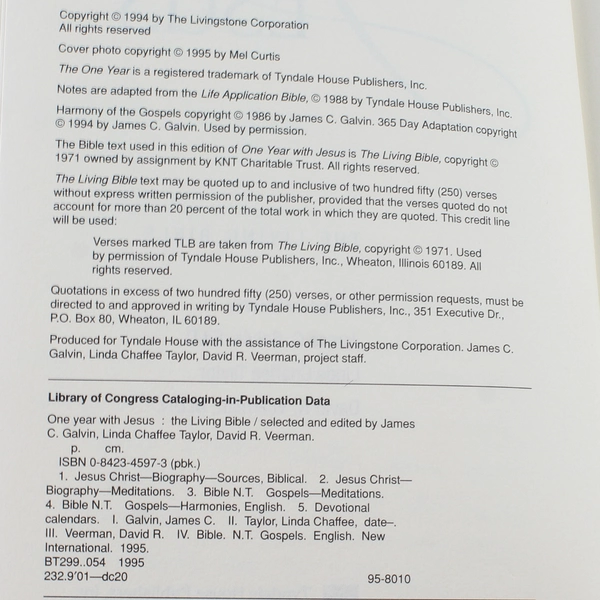 Copyright © 1994 by The Livingstone Corporation
All rights reserved
Cover photo copyright © 1995 by Mel Curtis
The One Year is a registered trademark of Tyndale House Publishers, Inc.
Notes are adapted from the Life Application Bible, © 1988 by Tyndale House Publishers, Inc.
Harmony of the Gospels copyright © 1986 by James C. Galvin. 365 Day Adaptation copyright
© 1994 by James C. Galvin. Used by permission.
The Bible text used in this edition of One Year with Jesus is The Living Bible, copyright ©
1971 owned by assignment by KNT Charitable Trust. All rights reserved.
The Living Bible text may be quoted up to and inclusive of two hundred fifty (250) verses
without express written permission of the publisher, provided that the verses quoted do not
account for more than 20 percent of the total work in which they are quoted. This credit line
will be used:
Verses marked TLB are taken from The Living Bible, copyright © 1971. Used
by permission of Tyndale House Publishers, Inc., Wheaton, Illinois 60189. All
rights reserved.
Quotations in excess of two hundred fifty (250) verses, or other permission requests, must be
directed to and approved in writing by Tyndale House Publishers, Inc., 351 Executive Dr.,
P.O. Box 80, Wheaton, IL 60189.
Produced for Tyndale House with the assistance of The Livingstone Corporation. James C.
Galvin, Linda Chaffee Taylor, David R. Veerman, project staff.
Library of Congress Cataloging-in-Publication Data
One year with Jesus : the Living Bible / selected and edited by James
C. Galvin, Linda Chaffee Taylor, David R. Veerman.
p. cm.
ISBN 0-8423-4597-3 (pbk.)
1. Jesus Christ—Biography—Sources, Biblical. 2. Jesus Christ—
Biography—Meditations. 3. Bible N.T. Gospels—Meditations.
4. Bible N.T. Gospels—Harmonies, English. 5. Devotional
calendars. I. Galvin, James C. II. Taylor, Linda Chaffee, date–.
III. Veerman, David R. IV. Bible. N.T. Gospels. English. New
International. 1995.
BT299..054 1995
232.9'01—dc20 95-8010